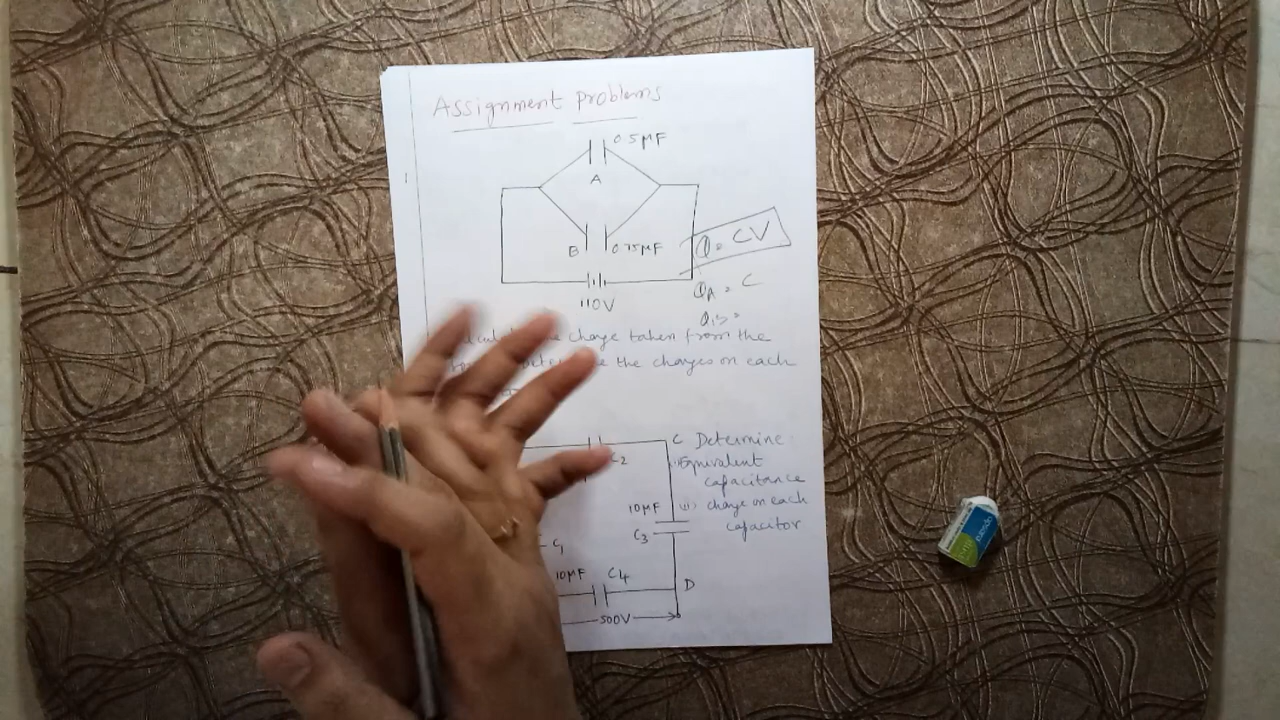 Assignment problems
1
0.5μF
A
B
0.75μF
110V
Q = CV
QA = C
charge taken from the
the charges on each
C2
C Determine
(i) Equivalent
capacitance
10μF (ii) charge on each
C3 capacitor
C1
10μF C4
D
500V